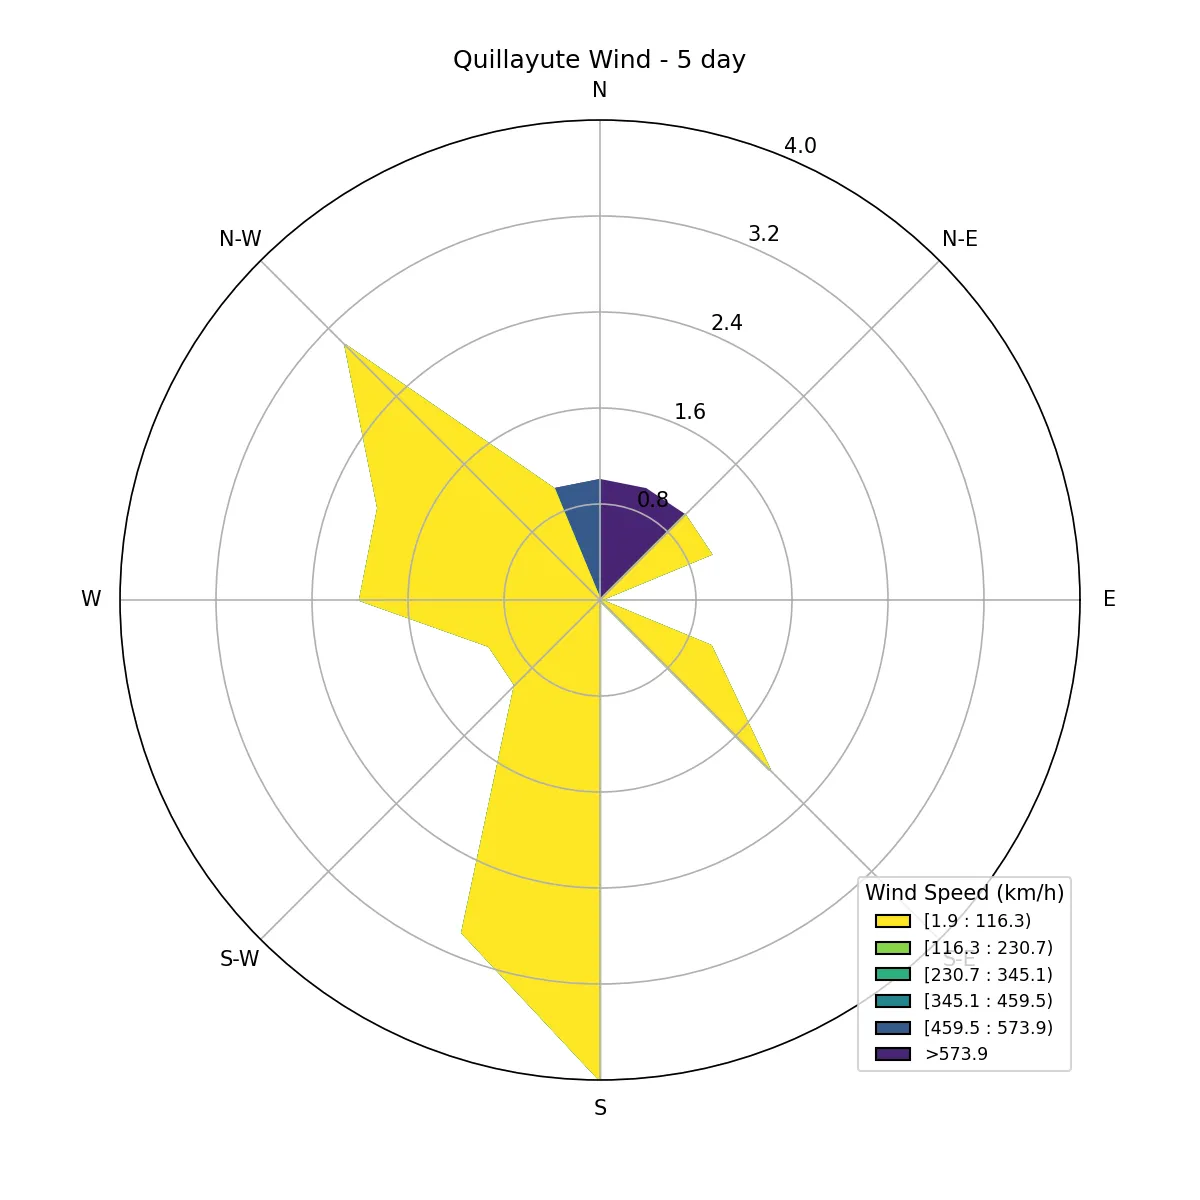 Quillayute Wind - 5 day
N
4.0
N-W
3.2
N-E
2.4
1.6
0.8
W
E
Wind Speed (km/h)
[1.9 : 116.3)
[116.3 : 230.7)
S-W
S-E
[230.7 : 345.1)
[345.1 : 459.5)
[459.5 : 573.9)
>573.9
S